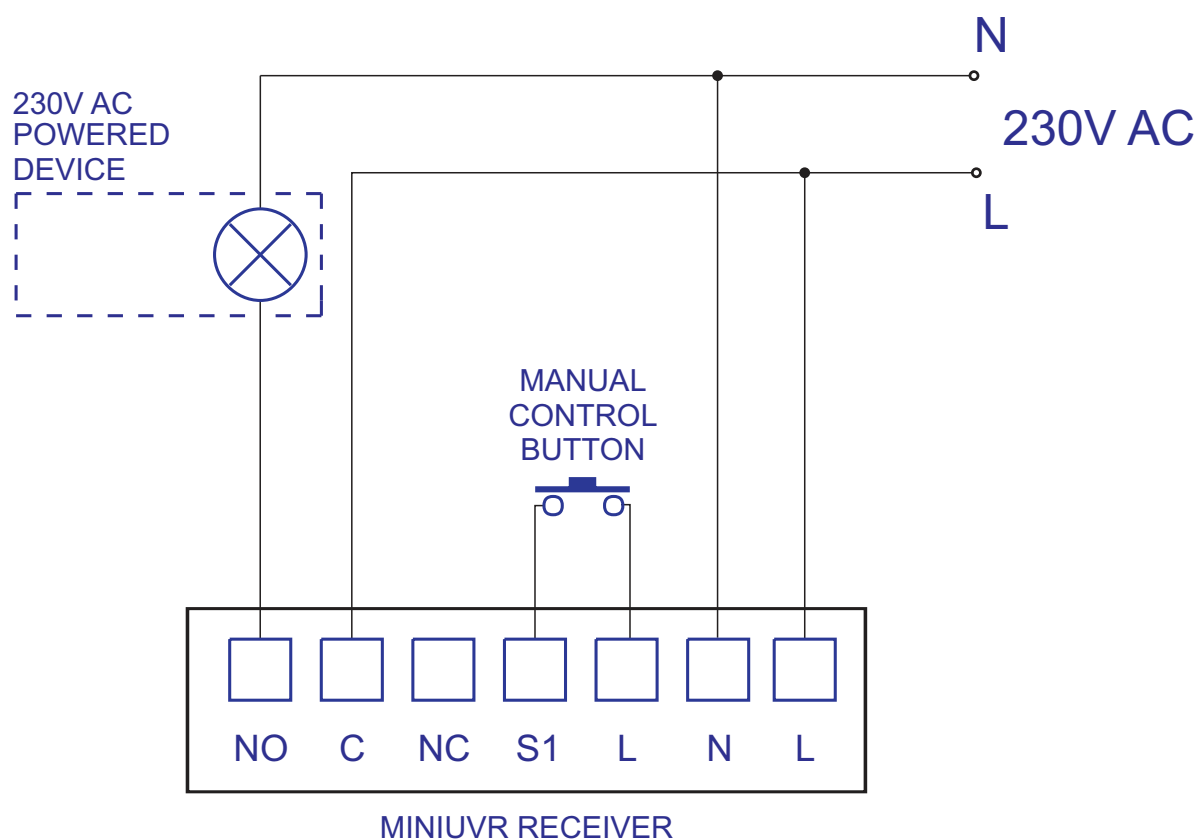 N
230V AC
POWERED
DEVICE
230V AC
L
MANUAL
CONTROL
BUTTON
NO C NC S1 L N L
MINIUVR RECEIVER